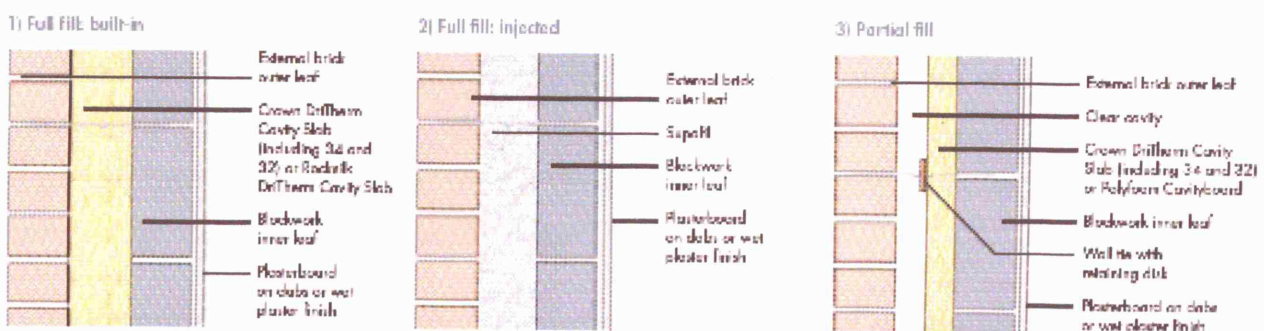 1) Full fill: built-in
External brick
outer leaf
Crown DriTherm
Cavity Slab
(including 34 and
32) or Rocksilk
DriTherm Cavity Slab
Blockwork
inner leaf
Plasterboard
on dabs or wet
plaster finish
2) Full fill: injected
External brick
outer leaf
Supafil
Blockwork
inner leaf
Plasterboard
on dabs or wet
plaster finish
3) Partial fill
External brick outer leaf
Clear cavity
Crown DriTherm Cavity
Slab (including 34 and 32)
or Polyfoam Cavityboard
Blockwork inner leaf
Wall tie with
retaining disk
Plasterboard on dabs
or wet plaster finish